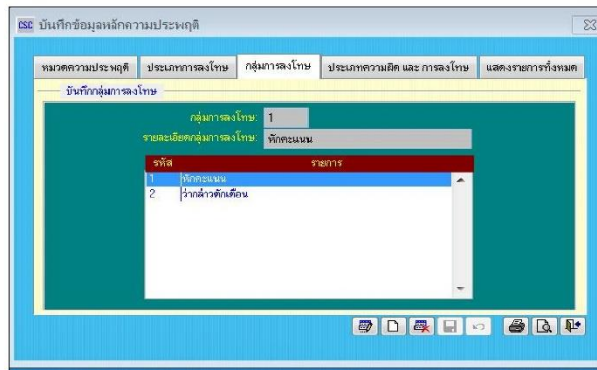 CSC บันทึกข้อมูลหลักความประพฤติ
หมวดความประพฤติ ประเภทการลงโทษ กลุ่มการลงโทษ ประเภทความผิด และ การลงโทษ แสดงรายการทั้งหมด
บันทึกกลุ่มการลงโทษ
กลุ่มการลงโทษ: 1
รายละเอียดกลุ่มการลงโทษ: หักคะแนน
รหัส รายการ
1 หักคะแนน
2 ว่ากล่าวตักเตือน